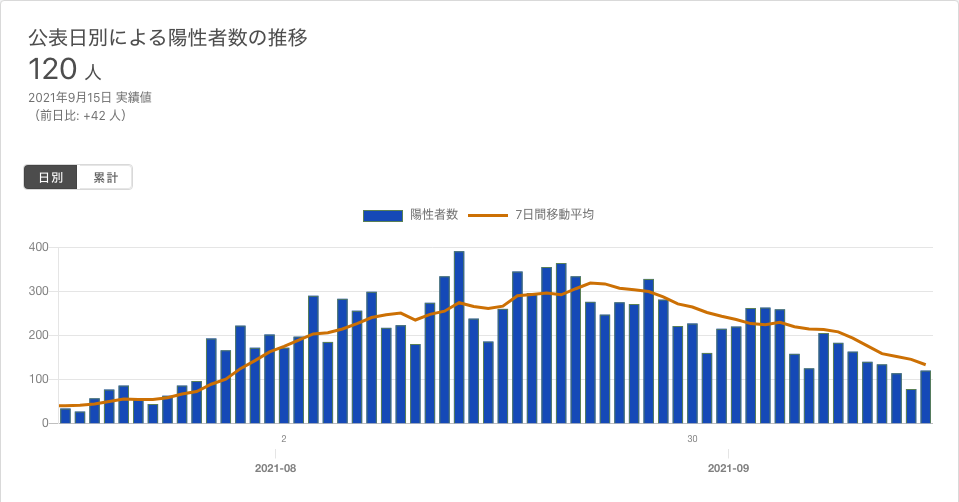 公表日別による陽性者数の推移
120 人
2021年9月15日 実績値
（前日比: +42 人）
日別 累計
陽性者数 7日間移動平均
400
300
200
100
0
2 30
2021-08 2021-09